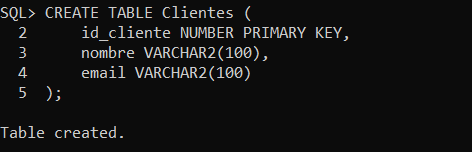 SQL> CREATE TABLE Clientes (
  2      id_cliente NUMBER PRIMARY KEY,
  3      nombre VARCHAR2(100),
  4      email VARCHAR2(100)
  5  );
Table created.